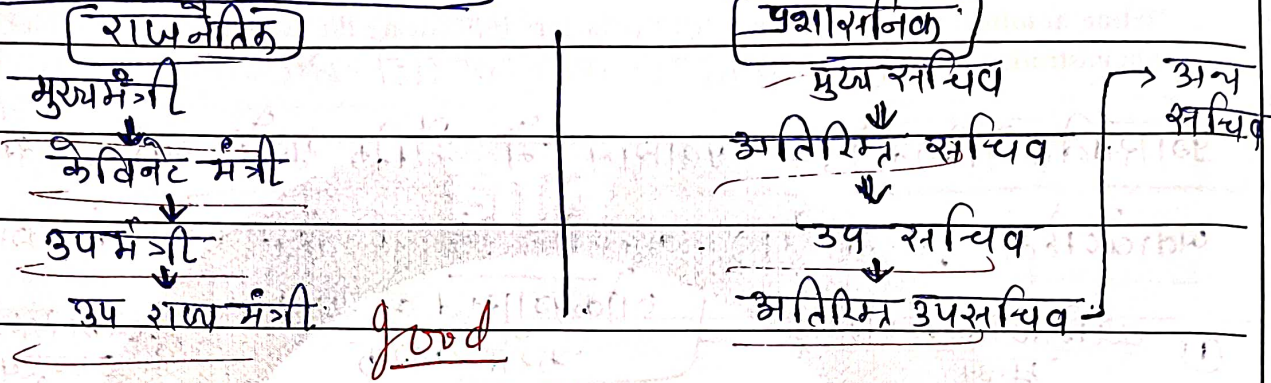 राजनैतिक
मुख्यमंत्री
केविनेट मंत्री
उपमंत्री
उप राज्य मंत्री
good
प्रशासनिक
मुख्य सचिव
अतिरिक्त सचिव
उप सचिव
अतिरिक्त उपसचिव
अन्य
सचिव